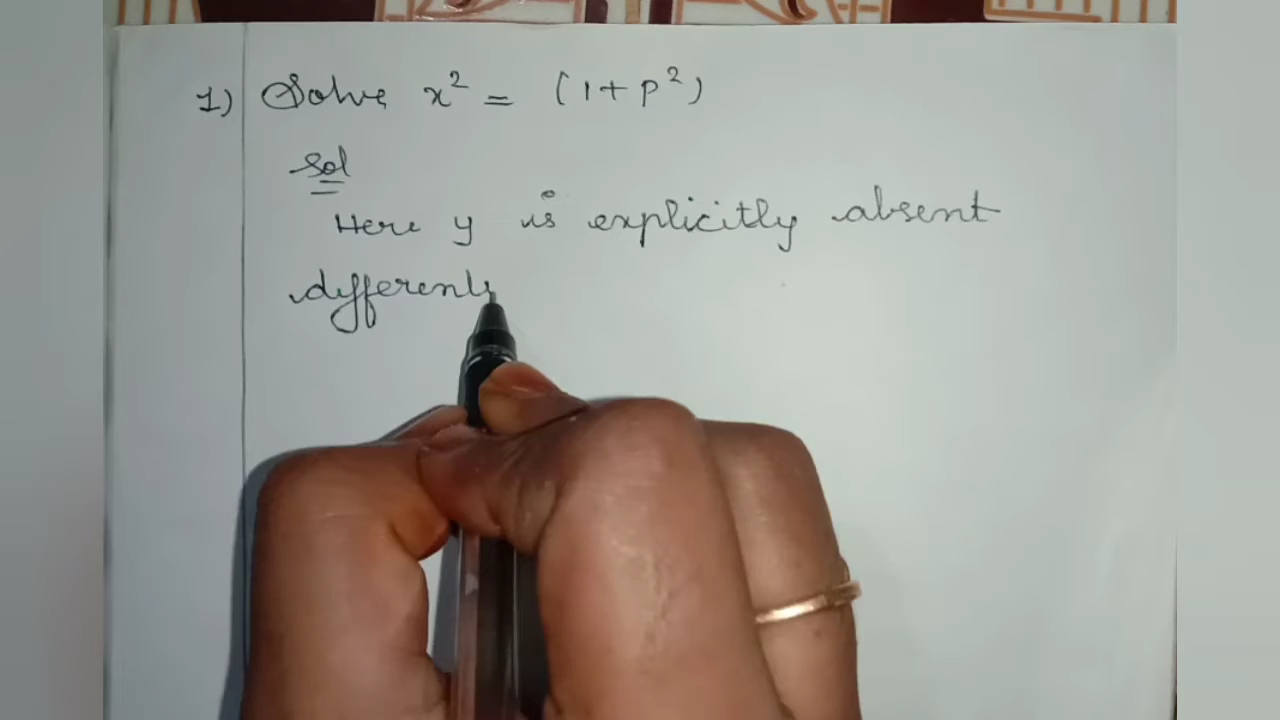 1) Solve x² = (1+p²)
Sol
Here y is explicitly absent
differenti